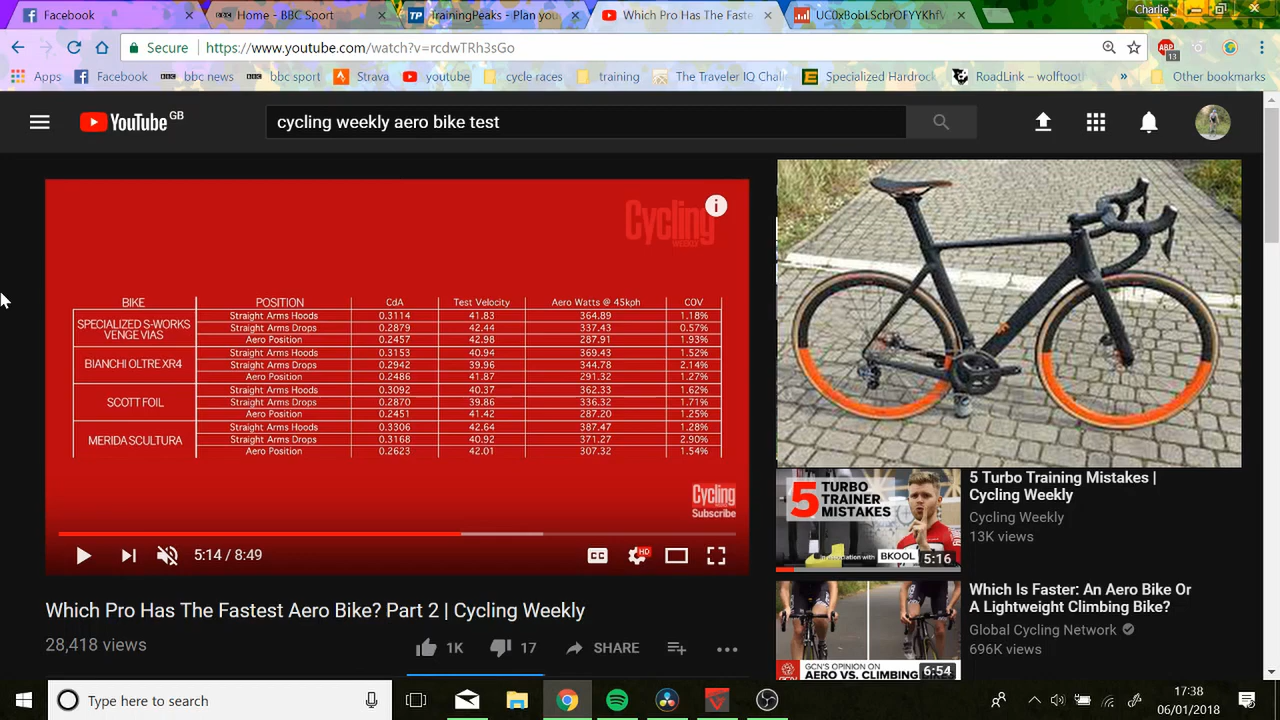 Facebook
Home - BBC Sport
TrainingPeaks - Plan you
Which Pro Has The Faste
UC0xBobLScbrOFYYKhfV
Charlie
Secure https://www.youtube.com/watch?v=rcdwTRh3sGo
ABP
13
Apps Facebook bbc news bbc sport Strava youtube cycle races training The Traveler IQ Chal Specialized Hardroc RoadLink – wolftoot » Other bookmarks
YouTube GB
cycling weekly aero bike test
Cycling
WEEKLY
i
BIKE POSITION CdA Test Velocity Aero Watts @ 45kph COV
SPECIALIZED S-WORKS VENGE VIAS
Straight Arms Hoods 0.3114 41.83 364.89 1.18%
Straight Arms Drops 0.2879 42.44 337.43 0.57%
Aero Position 0.2457 42.98 287.91 1.93%
BIANCHI OLTRE XR4
Straight Arms Hoods 0.3153 40.94 369.43 1.52%
Straight Arms Drops 0.2942 39.96 344.78 2.14%
Aero Position 0.2486 41.87 291.32 1.27%
SCOTT FOIL
Straight Arms Hoods 0.3092 40.37 362.33 1.62%
Straight Arms Drops 0.2870 39.86 336.32 1.71%
Aero Position 0.2451 41.42 287.20 1.25%
MERIDA SCULTURA
Straight Arms Hoods 0.3306 42.64 387.47 1.28%
Straight Arms Drops 0.3168 40.92 371.27 2.90%
Aero Position 0.2623 42.01 307.32 1.54%
Cycling
WEEKLY
Subscribe
5:14 / 8:49
CC
HD
Which Pro Has The Fastest Aero Bike? Part 2 | Cycling Weekly
28,418 views
1K
17
SHARE
5 TURBO
TRAINER
MISTAKES
In association with BKOOL
5:16
5 Turbo Training Mistakes |
Cycling Weekly
Cycling Weekly
13K views
GCN'S OPINION ON
AERO VS. CLIMBING
6:54
Which Is Faster: An Aero Bike Or
A Lightweight Climbing Bike?
Global Cycling Network
696K views
Type here to search
17:38
06/01/2018